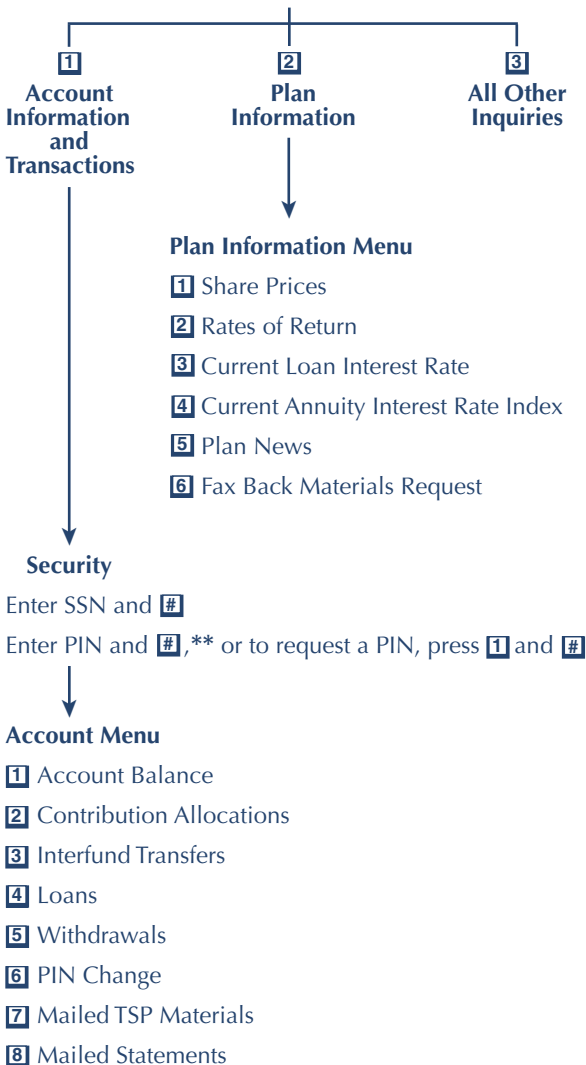 1
Account
Information
and
Transactions
2
Plan
Information
3
All Other
Inquiries
Plan Information Menu
1 Share Prices
2 Rates of Return
3 Current Loan Interest Rate
4 Current Annuity Interest Rate Index
5 Plan News
6 Fax Back Materials Request
Security
Enter SSN and #
Enter PIN and #,** or to request a PIN, press 1 and #
Account Menu
1 Account Balance
2 Contribution Allocations
3 Interfund Transfers
4 Loans
5 Withdrawals
6 PIN Change
7 Mailed TSP Materials
8 Mailed Statements